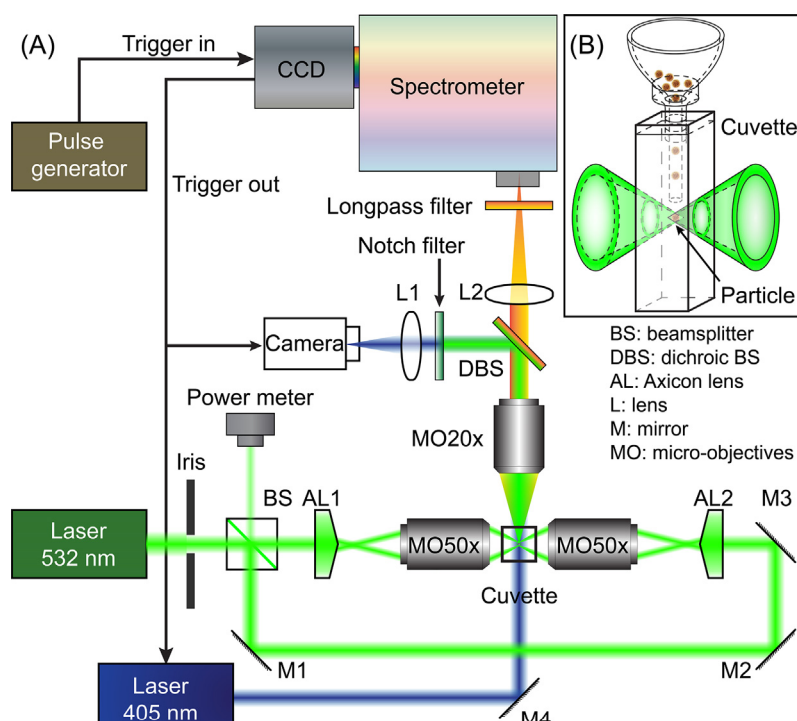 (A)
Trigger in
CCD
Spectrometer
Pulse
generator
Trigger out
Longpass filter
Notch filter
L1
L2
Camera
DBS
Power meter
MO20x
Iris
BS
AL1
AL2
M3
Laser
532 nm
MO50x
MO50x
Cuvette
M1
M2
Laser
405 nm
M4
(B)
Cuvette
Particle
BS: beamsplitter
DBS: dichroic BS
AL: Axicon lens
L: lens
M: mirror
MO: micro-objectives